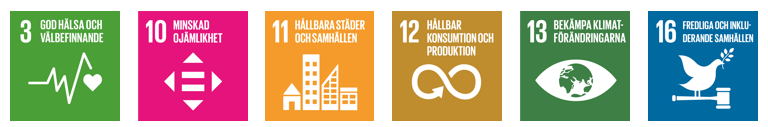 3 GOD HÄLSA OCH
VÄLBEFINNANDE
10 MINSKAD
OJÄMLIKHET
11 HÅLLBARA STÄDER
OCH SAMHÄLLEN
12 HÅLLBAR
KONSUMTION OCH
PRODUKTION
13 BEKÄMPA KLIMAT-
FÖRÄNDRINGARNA
16 FREDLIGA OCH INKLU-
DERANDE SAMHÄLLEN